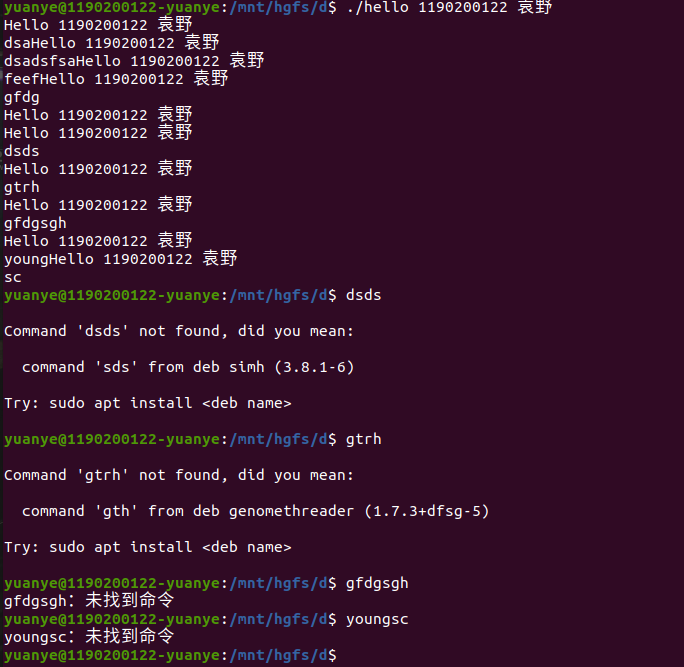 yuanye@1190200122-yuanye:/mnt/hgfs/d$ ./hello 1190200122 袁野
Hello 1190200122 袁野
dsaHello 1190200122 袁野
dsadsfsaHello 1190200122 袁野
feefHello 1190200122 袁野
gfdg
Hello 1190200122 袁野
Hello 1190200122 袁野
dsds
Hello 1190200122 袁野
gtrh
Hello 1190200122 袁野
gfdgsgh
Hello 1190200122 袁野
youngHello 1190200122 袁野
sc
yuanye@1190200122-yuanye:/mnt/hgfs/d$ dsds
Command 'dsds' not found, did you mean:
command 'sds' from deb simh (3.8.1-6)
Try: sudo apt install <deb name>
yuanye@1190200122-yuanye:/mnt/hgfs/d$ gtrh
Command 'gtrh' not found, did you mean:
command 'gth' from deb genomethreader (1.7.3+dfsg-5)
Try: sudo apt install <deb name>
yuanye@1190200122-yuanye:/mnt/hgfs/d$ gfdgsgh
gfdgsgh：未找到命令
yuanye@1190200122-yuanye:/mnt/hgfs/d$ youngsc
youngsc：未找到命令
yuanye@1190200122-yuanye:/mnt/hgfs/d$